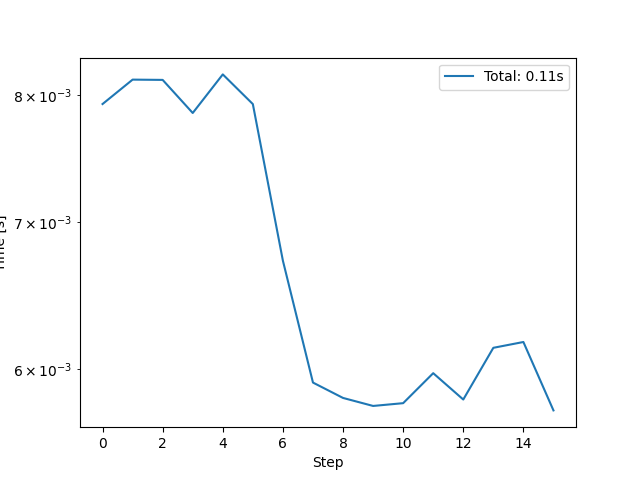 Total: 0.11s
8 × 10⁻³
7 × 10⁻³
6 × 10⁻³
Time [s]
0 2 4 6 8 10 12 14
Step